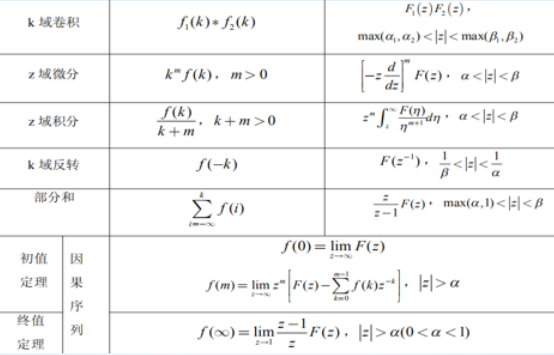 k 域卷积 f₁(k)∗f₂(k) F₁(z)F₂(z)，
max(α₁,α₂)<|z|<max(β₁,β₂)
z 域微分 kᵐf(k)，m>0 [−z d/dz]ᵐ F(z)，α<|z|<β
z 域积分 f(k)/(k+m)，k+m>0 zᵐ∫_z^∞ F(η)/η^{m+1} dη，α<|z|<β
k 域反转 f(−k) F(z⁻¹)，1/β<|z|<1/α
部分和 ∑_{im−∞}^{k} f(i) z/(z−1) F(z)，max(α,1)<|z|<β
初值定理 因果序列 f(0)=lim_{z→∞} F(z)
f(m)=lim_{z→∞} zᵐ[F(z)−∑_{k=0}^{m−1} f(k)z^{−k}]，|z|>α
终值定理 f(∞)=lim_{z→1} (z−1)/z F(z)，|z|>α(0<α<1)